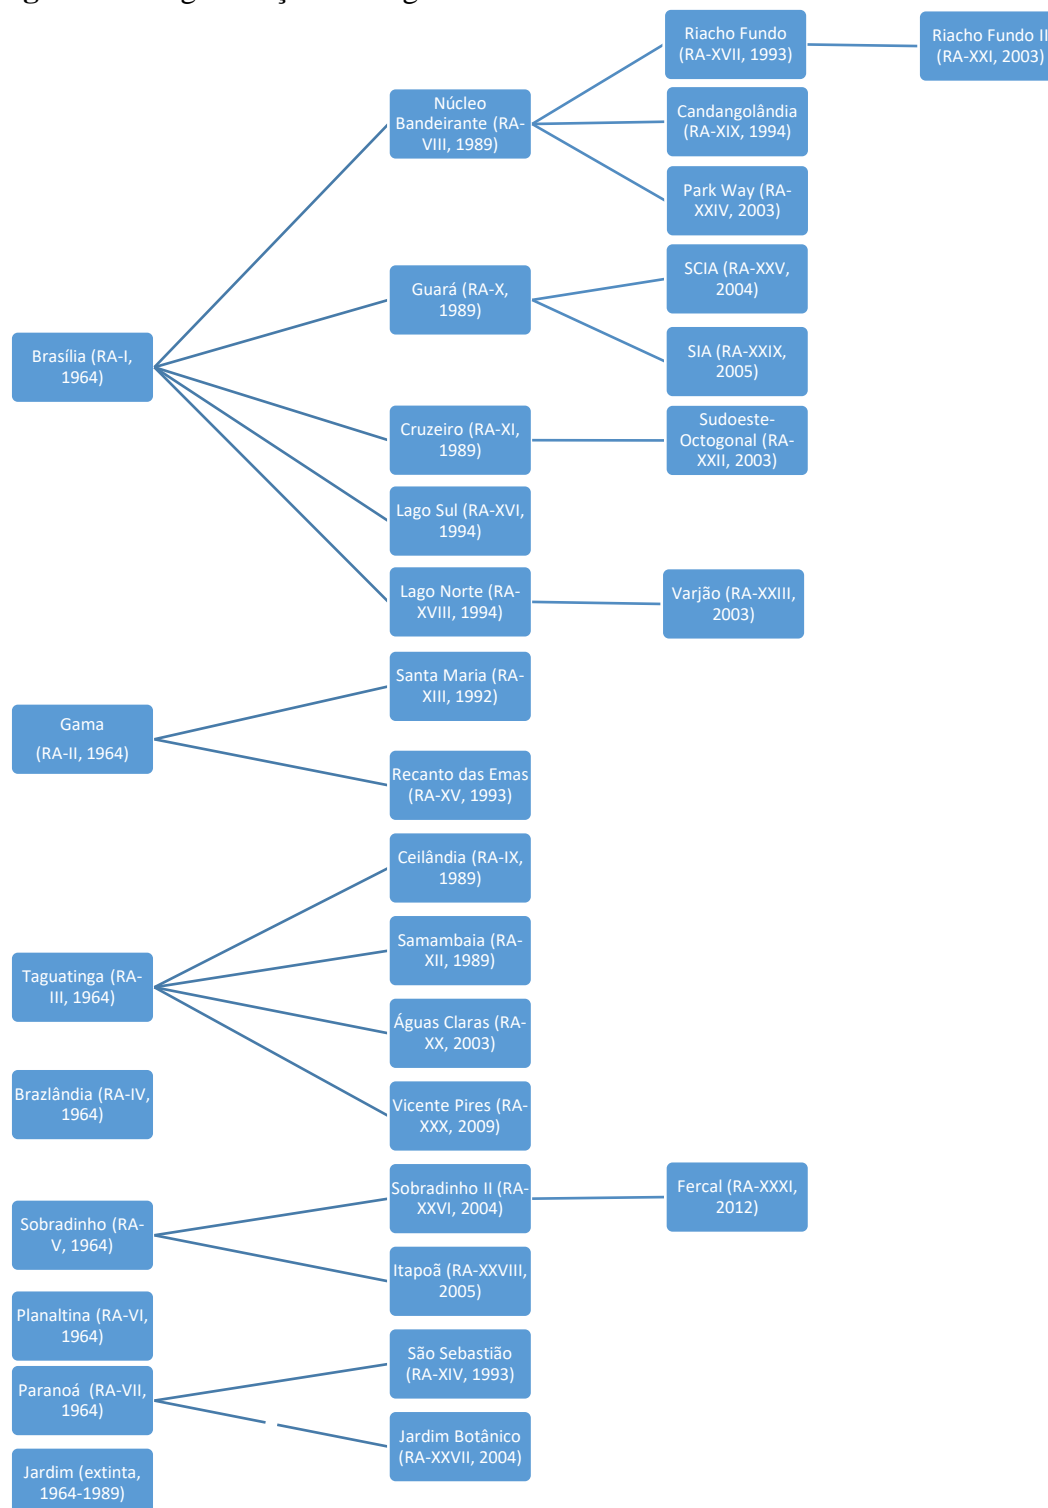 Brasília (RA-I,
1964)
Núcleo
Bandeirante (RA-
VIII, 1989)
Riacho Fundo
(RA-XVII, 1993)
Riacho Fundo II
(RA-XXI, 2003)
Candangolândia
(RA-XIX, 1994)
Park Way (RA-
XXIV, 2003)
Guará (RA-X,
1989)
SCIA (RA-XXV,
2004)
SIA (RA-XXIX,
2005)
Cruzeiro (RA-XI,
1989)
Sudoeste-
Octogonal (RA-
XXII, 2003)
Lago Sul (RA-XVI,
1994)
Lago Norte (RA-
XVIII, 1994)
Varjão (RA-XXIII,
2003)
Gama
(RA-II, 1964)
Santa Maria (RA-
XIII, 1992)
Recanto das Emas
(RA-XV, 1993)
Taguatinga (RA-
III, 1964)
Ceilândia (RA-IX,
1989)
Samambaia (RA-
XII, 1989)
Águas Claras (RA-
XX, 2003)
Vicente Pires (RA-
XXX, 2009)
Brazlândia (RA-IV,
1964)
Sobradinho (RA-
V, 1964)
Sobradinho II (RA-
XXVI, 2004)
Fercal (RA-XXXI,
2012)
Itapoã (RA-XXVIII,
2005)
Planaltina (RA-VI,
1964)
Paranoá (RA-VII,
1964)
São Sebastião
(RA-XIV, 1993)
Jardim Botânico
(RA-XXVII, 2004)
Jardim (extinta,
1964-1989)